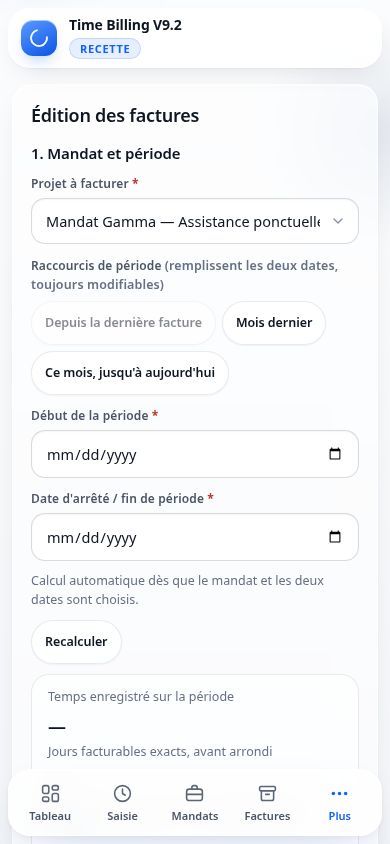 Time Billing V9.2
RECETTE
Édition des factures
1. Mandat et période
Projet à facturer *
Mandat Gamma — Assistance ponctuelle
Raccourcis de période (remplissent les deux dates,
toujours modifiables)
Depuis la dernière facture
Mois dernier
Ce mois, jusqu'à aujourd'hui
Début de la période *
mm/dd/yyyy
Date d'arrêté / fin de période *
mm/dd/yyyy
Calcul automatique dès que le mandat et les deux
dates sont choisis.
Recalculer
Temps enregistré sur la période
—
Jours facturables exacts, avant arrondi
Tableau
Saisie
Mandats
Factures
Plus